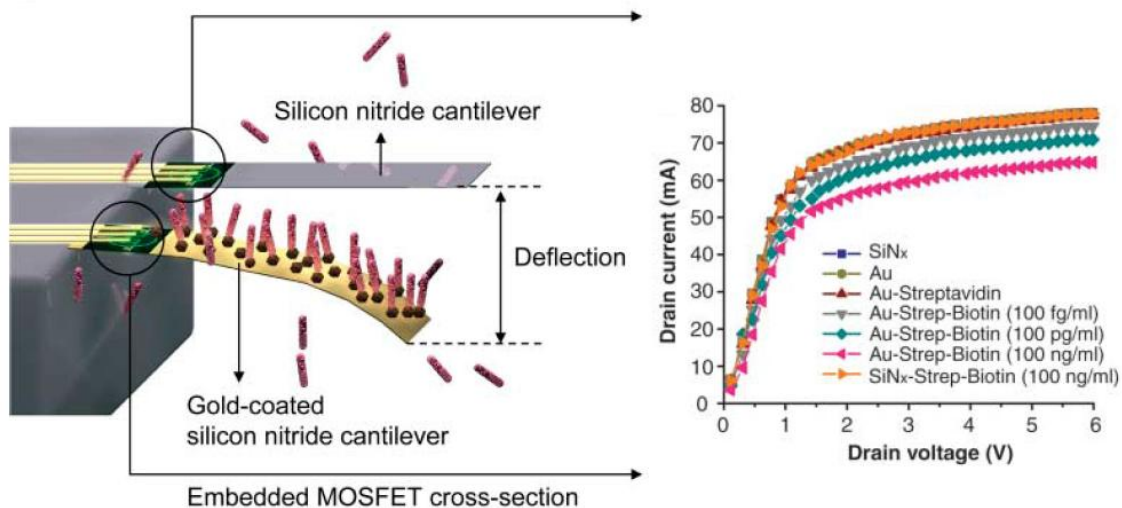 Silicon nitride cantilever
Deflection
Gold-coated
silicon nitride cantilever
Embedded MOSFET cross-section
Drain current (mA)
80
70
60
50
40
30
20
10
0
SiNx
Au
Au-Streptavidin
Au-Strep-Biotin (100 fg/ml)
Au-Strep-Biotin (100 pg/ml)
Au-Strep-Biotin (100 ng/ml)
SiNx-Strep-Biotin (100 ng/ml)
0 1 2 3 4 5 6
Drain voltage (V)